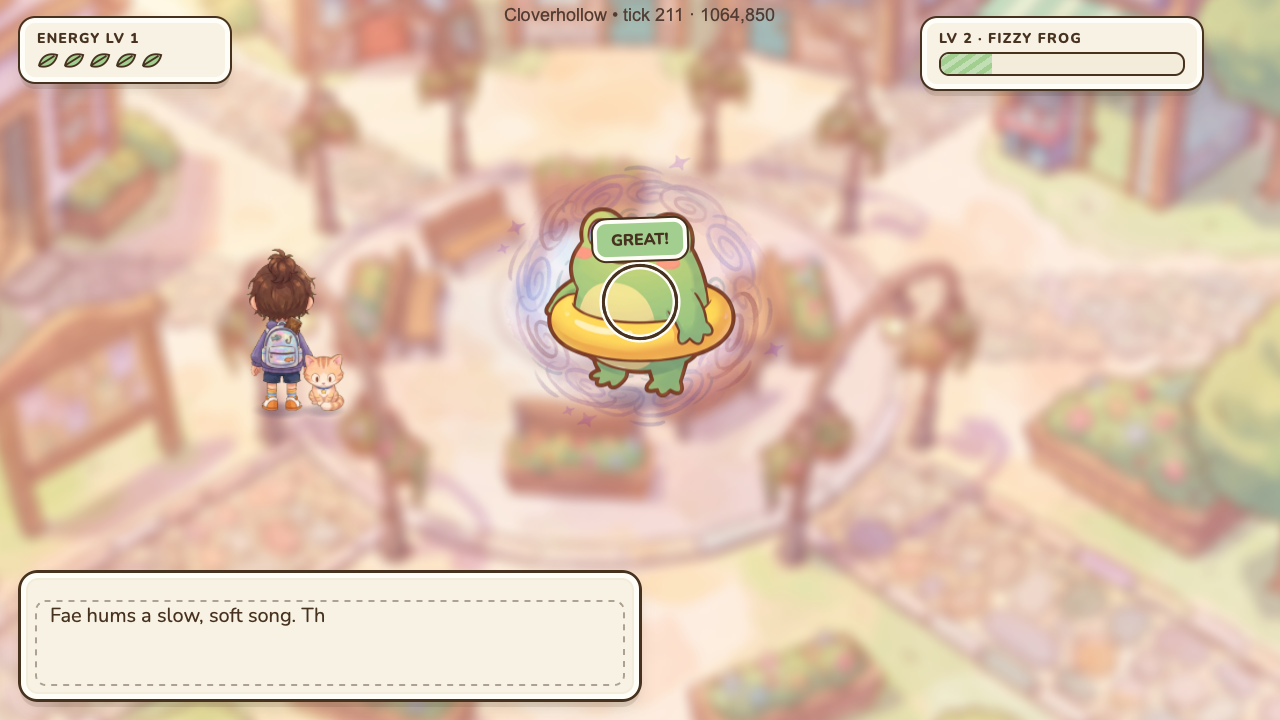 Cloverhollow • tick 211 · 1064,850
ENERGY LV 1
LV 2 · FIZZY FROG
GREAT!
Fae hums a slow, soft song. Th